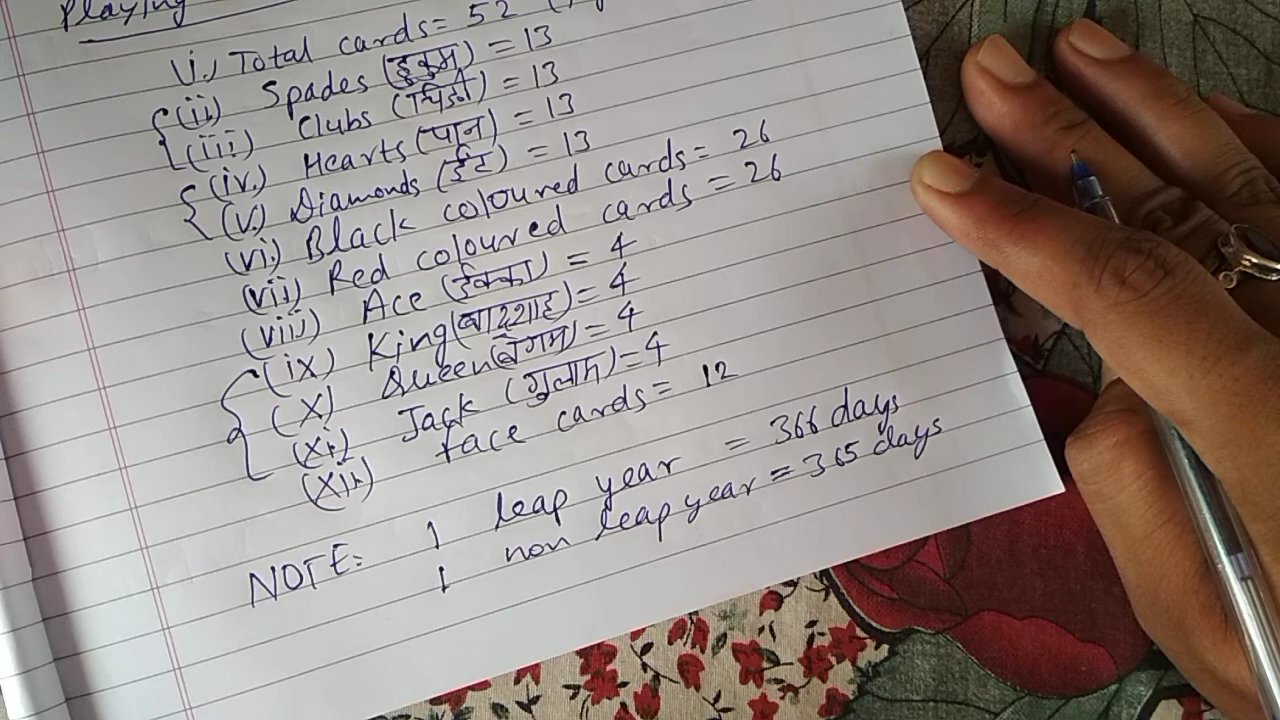 Playing
(i.) Total cards = 52
(ii) Spades (हुकुम) = 13
(iii) Clubs (चिड़ी) = 13
(iv.) Hearts (पान) = 13
(v.) Diamonds (ईंट) = 13
(vi.) Black coloured cards = 26
(vii) Red coloured cards = 26
(viii) Ace (ईक्का) = 4
(ix) King (बादशाह) = 4
(x) Queen (बेगम) = 4
(xi) Jack (गुलाम) = 4
(xii) face cards = 12
NOTE: 1 leap year = 366 days
1 non leap year = 365 days